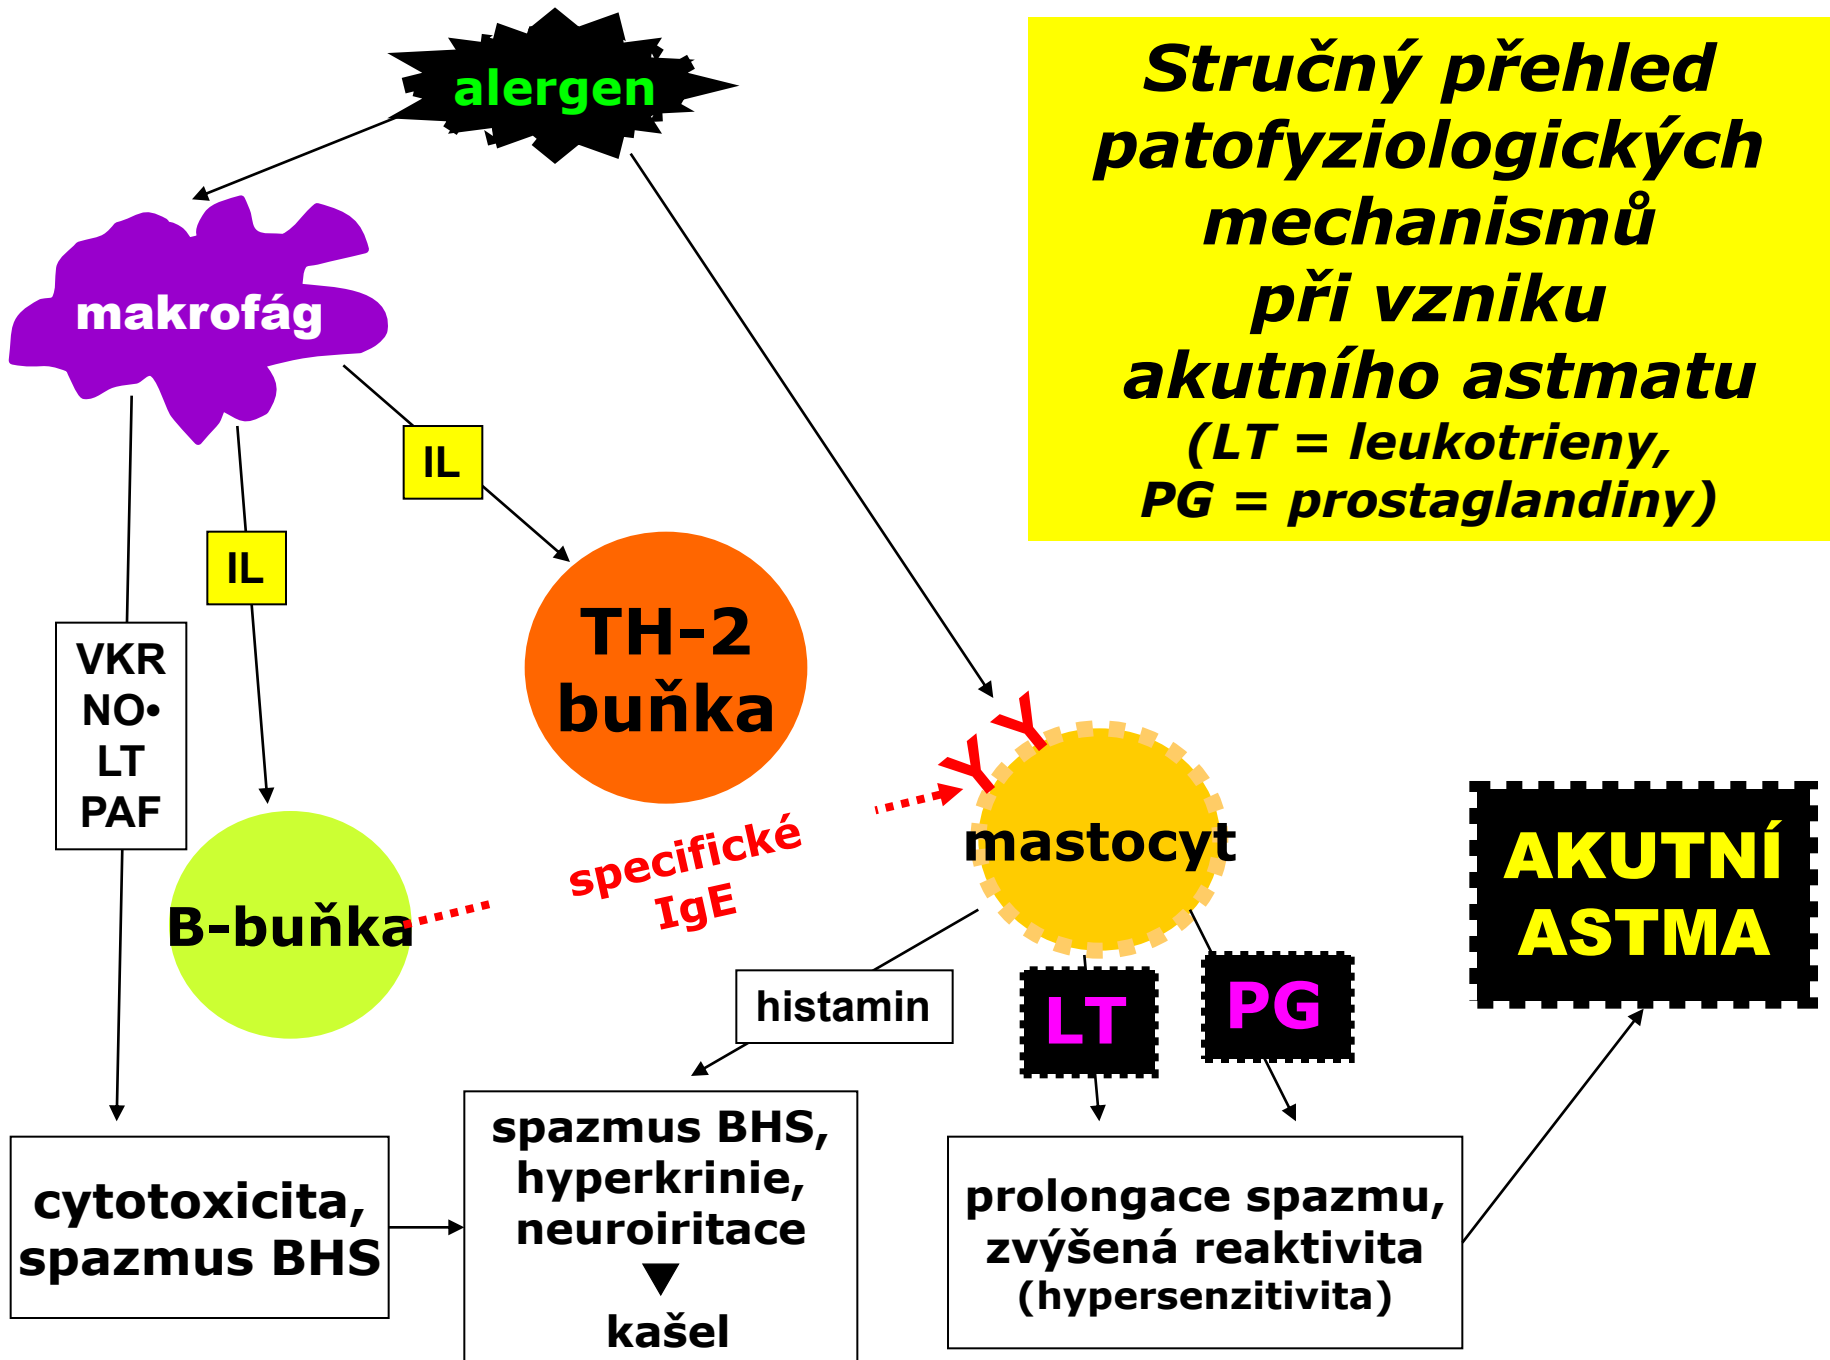 alergen
Stručný přehled
patofyziologických
mechanismů
při vzniku
akutního astmatu
(LT = leukotrieny,
PG = prostaglandiny)
makrofág
IL
IL
TH-2
buňka
VKR
NO•
LT
PAF
B-buňka
specifické
IgE
mastocyt
AKUTNÍ
ASTMA
histamin
LT
PG
cytotoxicita,
spazmus BHS
spazmus BHS,
hyperkrinie,
neuroiritace
kašel
prolongace spazmu,
zvýšená reaktivita
(hypersenzitivita)